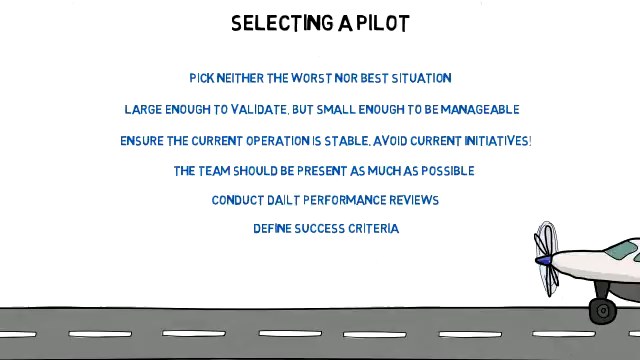 SELECTING A PILOT
PICK NEITHER THE WORST NOR BEST SITUATION
LARGE ENOUGH TO VALIDATE, BUT SMALL ENOUGH TO BE MANAGEABLE
ENSURE THE CURRENT OPERATION IS STABLE, AVOID CURRENT INITIATIVES!
THE TEAM SHOULD BE PRESENT AS MUCH AS POSSIBLE
CONDUCT DAILT PERFORMANCE REVIEWS
DEFINE SUCCESS CRITERIA